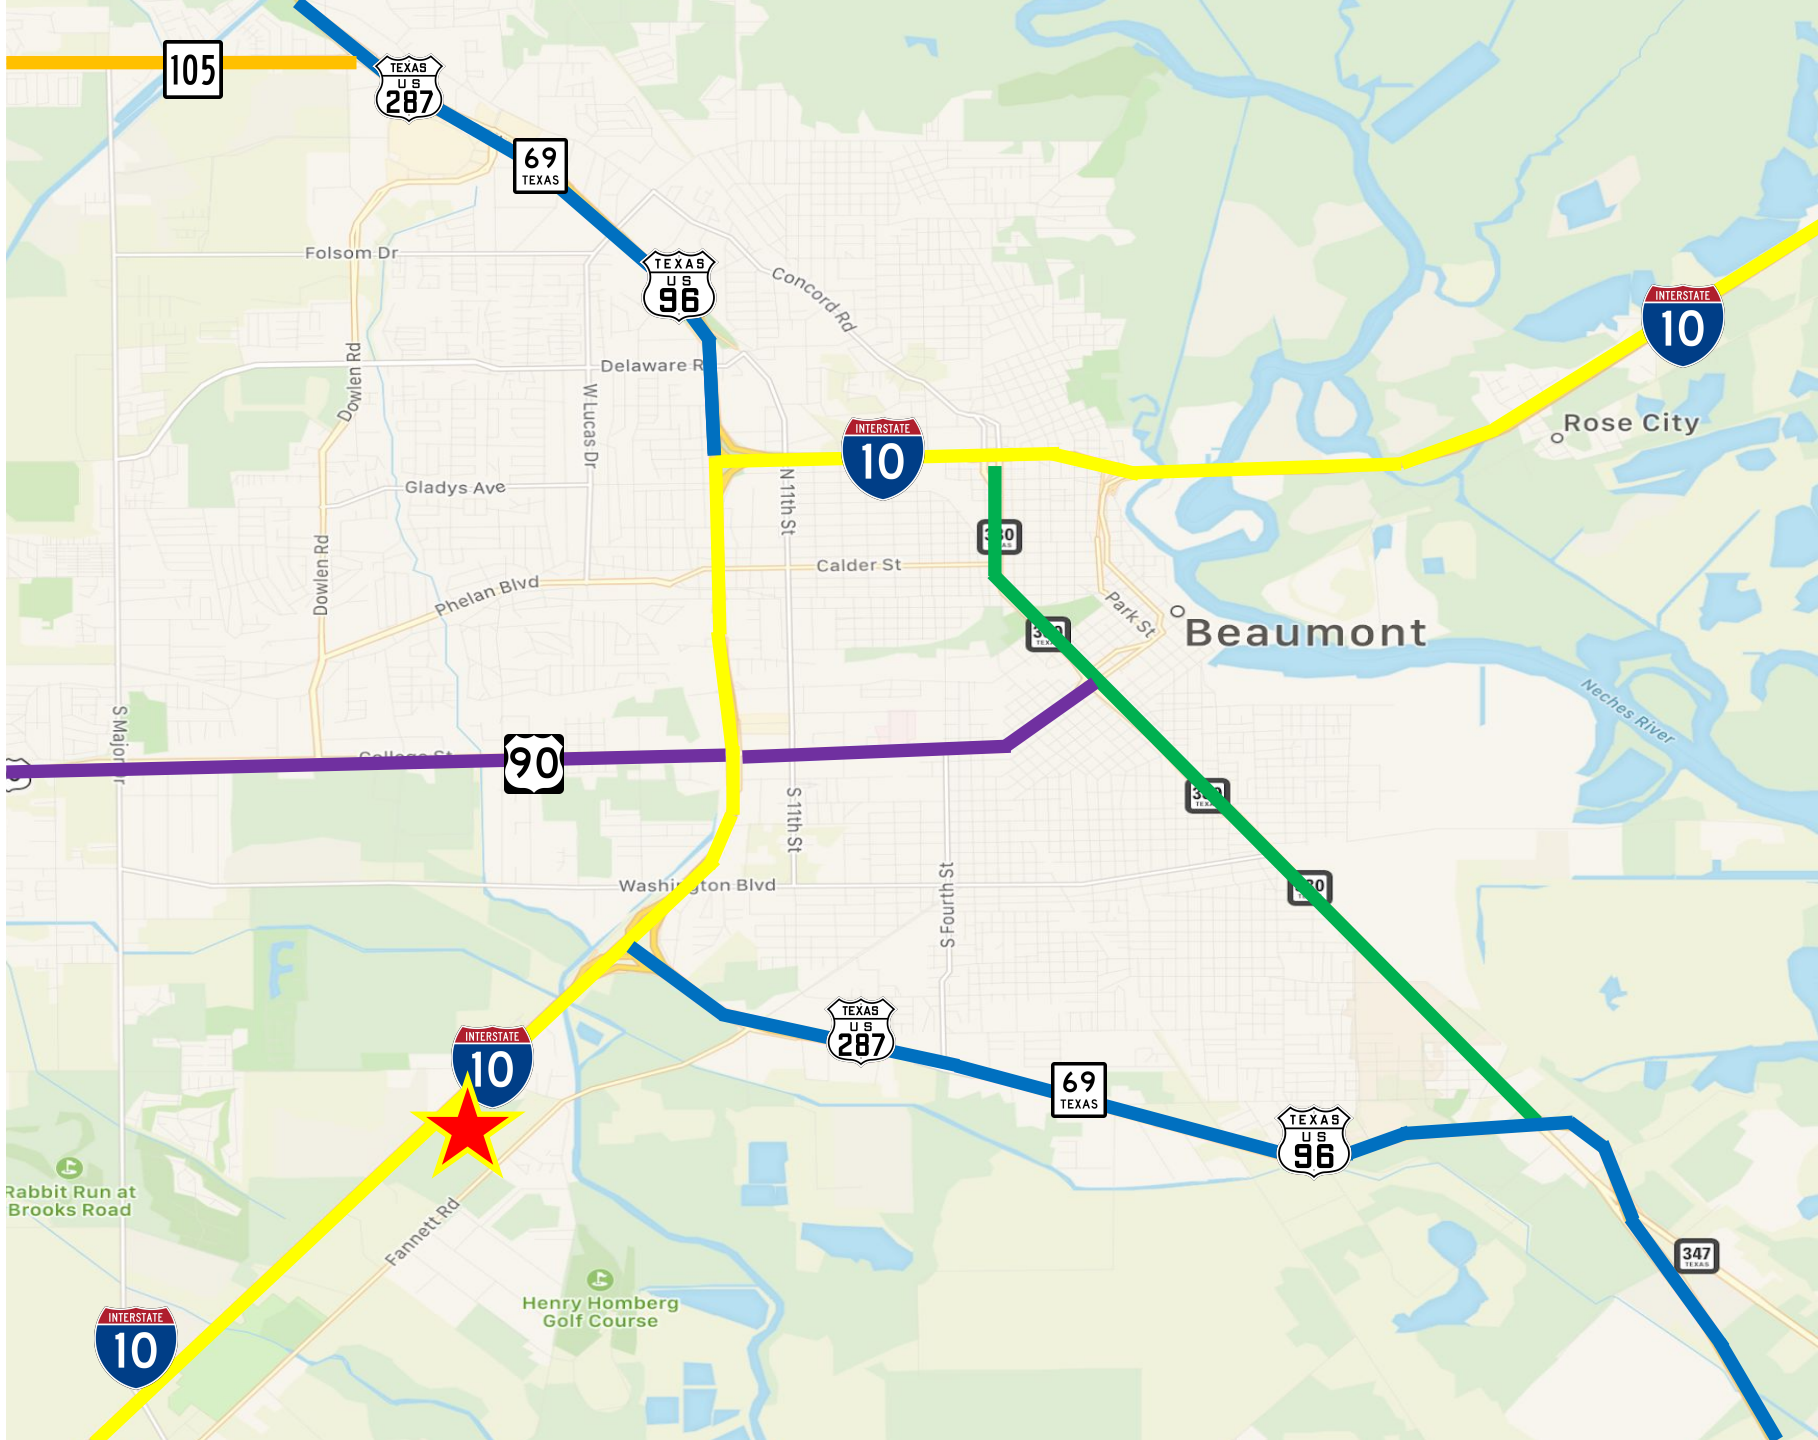 105
TEXAS
US
287
69
TEXAS
TEXAS
US
96
Folsom Dr
Concord Rd
INTERSTATE
10
Dowlen Rd
Delaware R
W Lucas Dr
Rose City
INTERSTATE
10
Gladys Ave
N 11th St
Dowlen Rd
Calder St
Phelan Blvd
Park St
Beaumont
Neches River
S Major Dr
90
S 11th St
Washington Blvd
S Fourth St
TEXAS
US
287
INTERSTATE
10
69
TEXAS
TEXAS
US
96
Rabbit Run at
Brooks Road
Fannett Rd
347
TEXAS
Henry Homberg
Golf Course
INTERSTATE
10